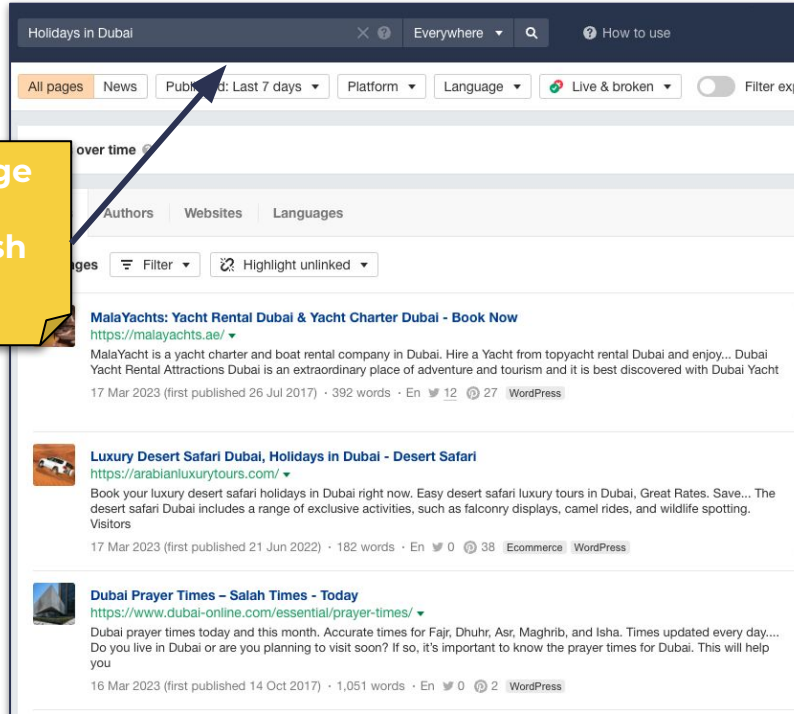 Holidays in Dubai
Everywhere
How to use
All pages News Published: Last 7 days Platform Language Live & broken Filter
over time
ge
sh
Authors Websites Languages
Filter Highlight unlinked
MalaYachts: Yacht Rental Dubai & Yacht Charter Dubai - Book Now
https://malayachts.ae/
MalaYacht is a yacht charter and boat rental company in Dubai. Hire a Yacht from topyacht rental Dubai and enjoy... Dubai
Yacht Rental Attractions Dubai is an extraordinary place of adventure and tourism and it is best discovered with Dubai Yacht
17 Mar 2023 (first published 26 Jul 2017) · 392 words · En 12 27 WordPress
Luxury Desert Safari Dubai, Holidays in Dubai - Desert Safari
https://arabianluxurytours.com/
Book your luxury desert safari holidays in Dubai right now. Easy desert safari luxury tours in Dubai, Great Rates. Save... The
desert safari Dubai includes a range of exclusive activities, such as falconry displays, camel rides, and wildlife spotting.
Visitors
17 Mar 2023 (first published 21 Jun 2022) · 182 words · En 0 38 Ecommerce WordPress
Dubai Prayer Times – Salah Times - Today
https://www.dubai-online.com/essential/prayer-times/
Dubai prayer times today and this month. Accurate times for Fajr, Dhuhr, Asr, Maghrib, and Isha. Times updated every day....
Do you live in Dubai or are you planning to visit soon? If so, it's important to know the prayer times for Dubai. This will help
you
16 Mar 2023 (first published 14 Oct 2017) · 1,051 words · En 0 2 WordPress